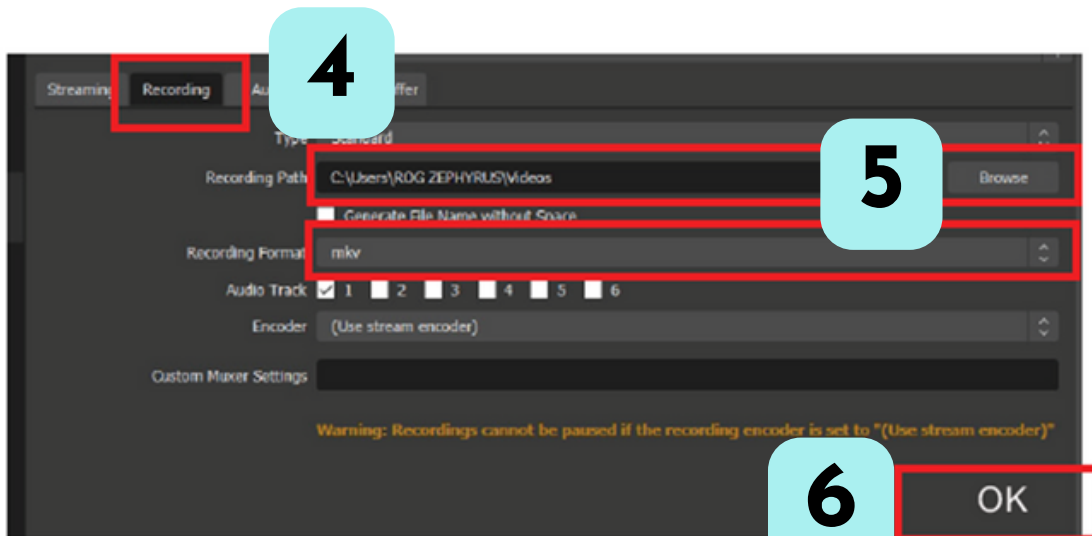 4
Streaming Recording Au ffer
Type Standard
Recording Path C:\Users\ROG ZEPHYRUS\Videos 5 Browse
Generate File Name without Space
Recording Format mkv
Audio Track 1 2 3 4 5 6
Encoder (Use stream encoder)
Custom Muxer Settings
Warning: Recordings cannot be paused if the recording encoder is set to "(Use stream encoder)"
6 OK